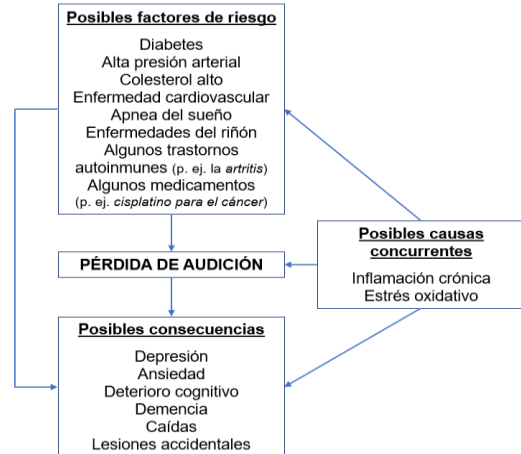 Posibles factores de riesgo
Diabetes
Alta presión arterial
Colesterol alto
Enfermedad cardiovascular
Apnea del sueño
Enfermedades del riñón
Algunos trastornos
autoinmunes (p. ej. la artritis)
Algunos medicamentos
(p. ej. cisplatino para el cáncer)
PÉRDIDA DE AUDICIÓN
Posibles causas
concurrentes
Inflamación crónica
Estrés oxidativo
Posibles consecuencias
Depresión
Ansiedad
Deterioro cognitivo
Demencia
Caídas
Lesiones accidentales